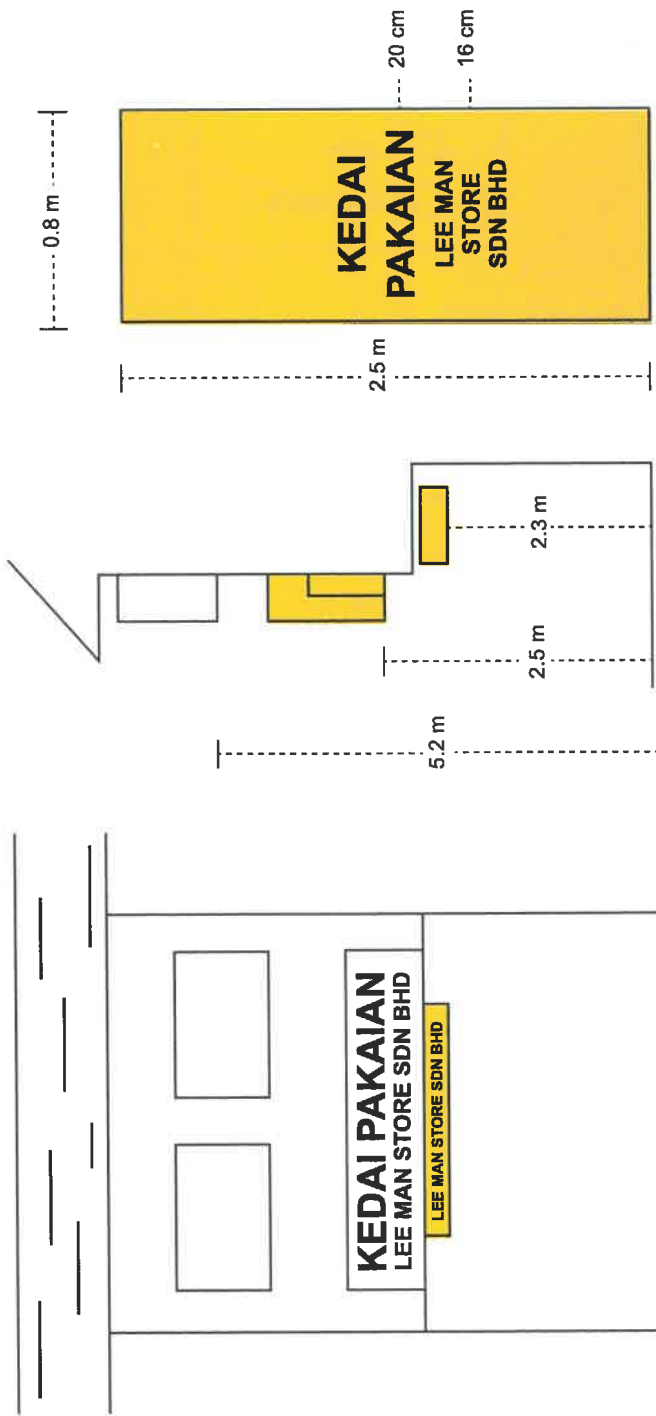 KEDAI PAKAIAN
LEE MAN STORE SDN BHD
LEE MAN STORE SDN BHD
5.2 m
2.5 m
2.3 m
0.8 m
2.5 m
KEDAI
PAKAIAN
LEE MAN
STORE
SDN BHD
20 cm
16 cm